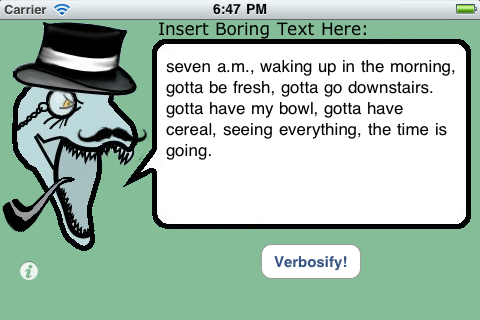 Carrier 6:47 PM
Insert Boring Text Here:
seven a.m., waking up in the morning,
gotta be fresh, gotta go downstairs.
gotta have my bowl, gotta have
cereal, seeing everything, the time is
going.
Verbosify!
i